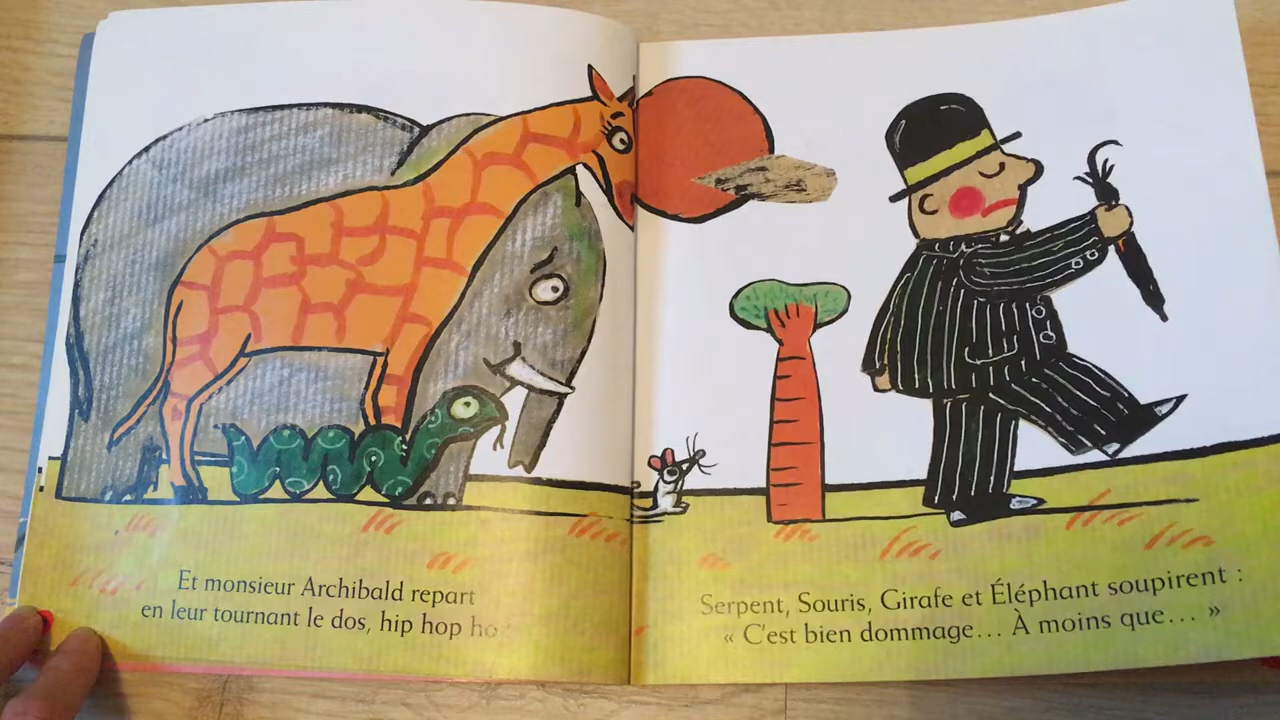 Et monsieur Archibald repart
en leur tournant le dos, hip hop ho
Serpent, Souris, Girafe et Éléphant soupirent :
« C'est bien dommage… À moins que… »